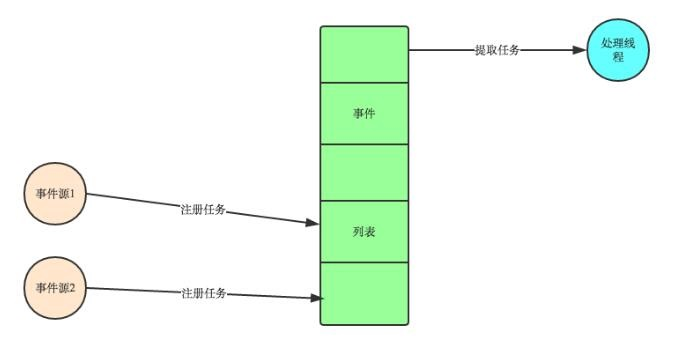 提取任务
处理线
程
事件
事件源1
注册任务
列表
事件源2
注册任务